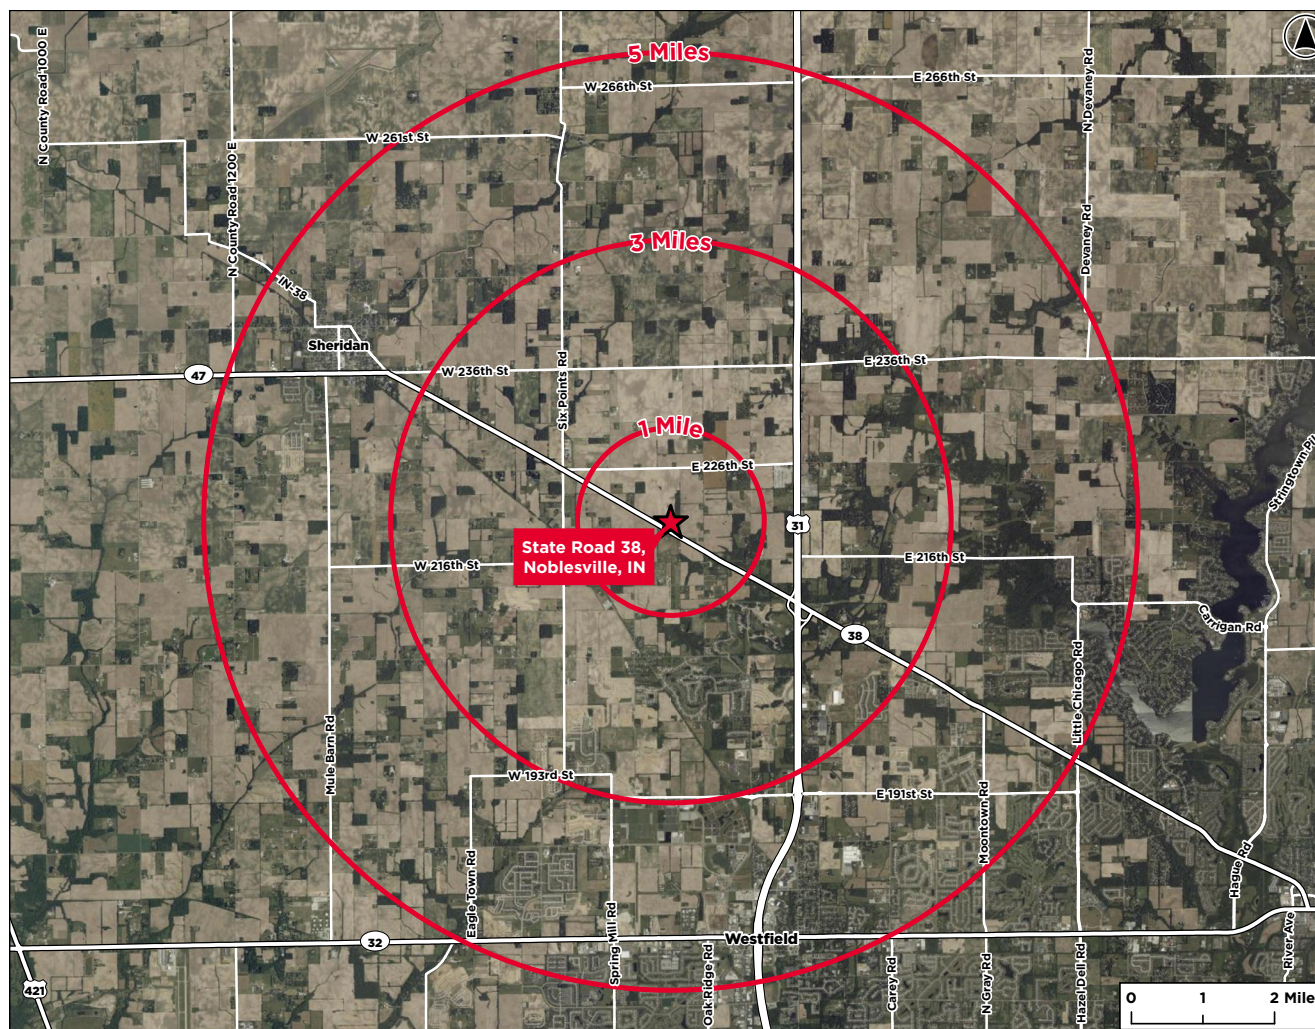 5 Miles
N County Road 1000 E
W 266th St
E 266th St
N Devaney Rd
W 261st St
N County Road 1200 E
3 Miles
Devaney Rd
IN-38
Sheridan
47
W 236th St
E 236th St
Six Points Rd
1 Mile
E 226th St
Stringtown
31
State Road 38,
Noblesville, IN
W 216th St
E 216th St
Carrigan Rd
38
Little Chicago Rd
Mule Barn Rd
W 193rd St
E 191st St
Moontown Rd
Eagle Town Rd
Hague Rd
Spring Mill Rd
Westfield
32
Oak Ridge Rd
Carey Rd
N Gray Rd
Hazel Dell Rd
River Ave
421
0 1 2 Mile